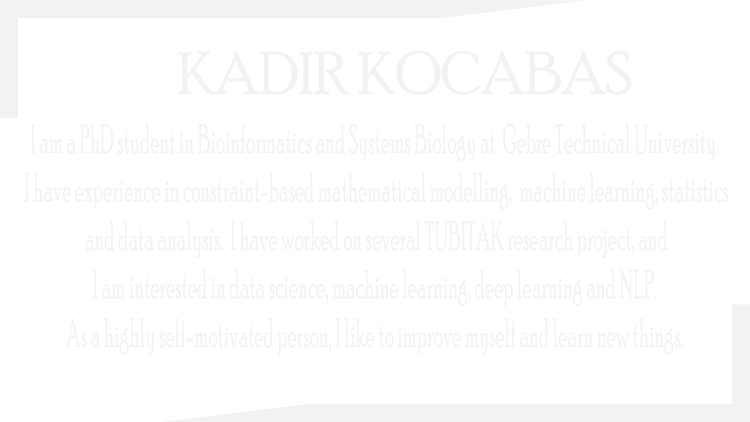 KADIR KOCABAS
I am a PhD student in Bioinformatics and Systems Biology at Gebze Technical University.
I have experience in constraint-based mathematical modelling, machine learning, statistics
and data analysis. I have worked on several TUBITAK research project, and
I am interested in data science, machine learning, deep learning and NLP.
As a highly self-motivated person, I like to improve myself and learn new things.